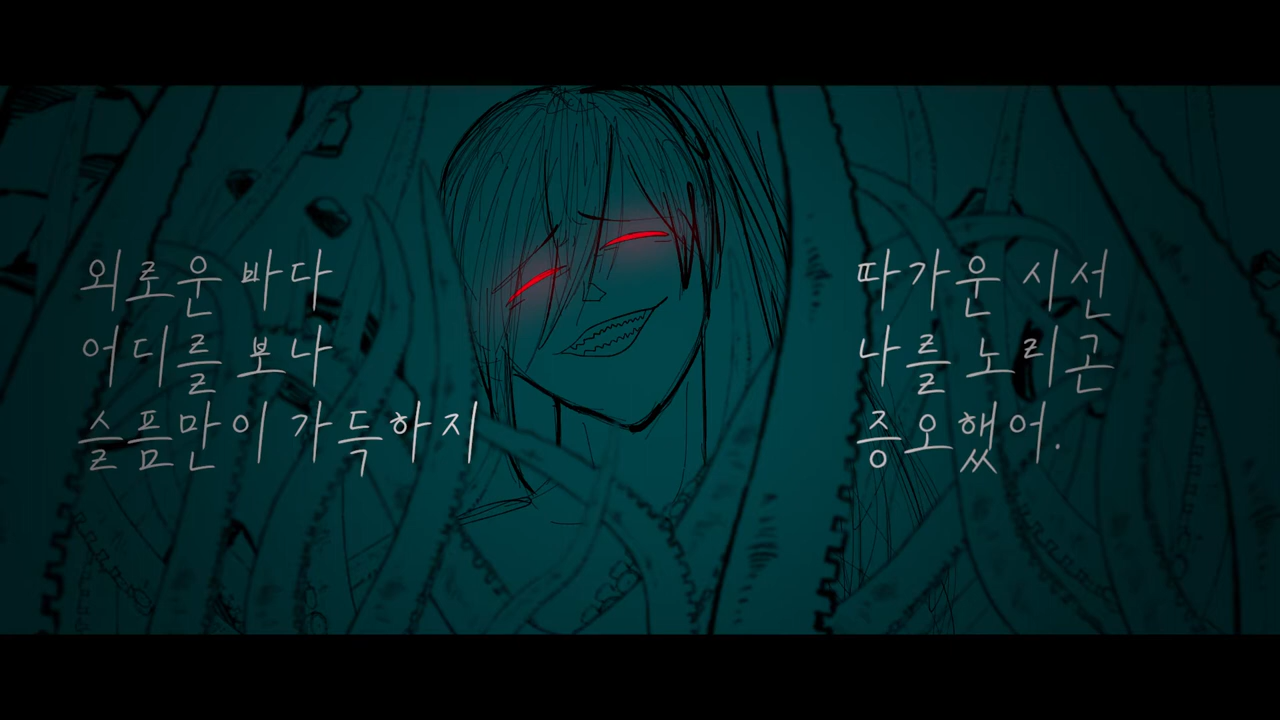 외로운 바다
어디를 보나
슬픔만이 가득하지
따가운 시선
나를 노리곤
증오했어.